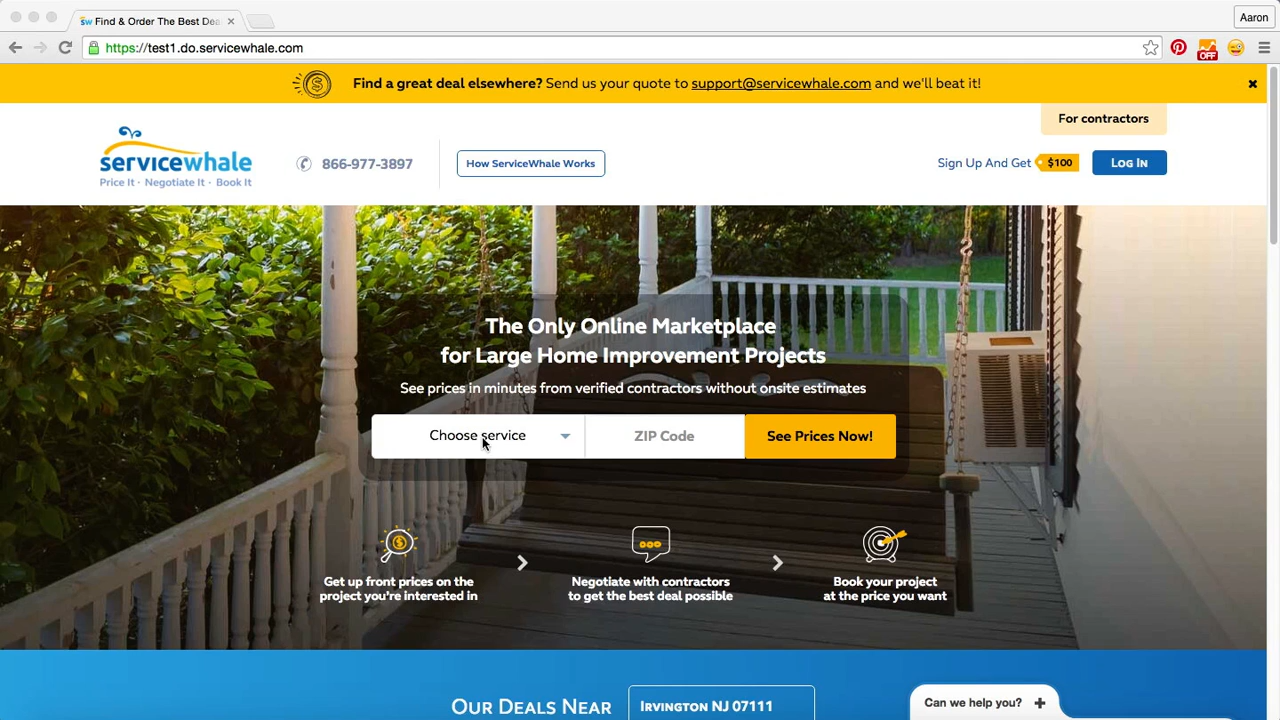 Find & Order The Best Dea
Aaron
https://test1.do.servicewhale.com
OFF
Find a great deal elsewhere? Send us your quote to support@servicewhale.com and we'll beat it!
For contractors
servicewhale
Price It · Negotiate It · Book It
866-977-3897
How ServiceWhale Works
Sign Up And Get $100
LOG IN
The Only Online Marketplace
for Large Home Improvement Projects
See prices in minutes from verified contractors without onsite estimates
Choose service
ZIP Code
See Prices Now!
Get up front prices on the
project you're interested in
Negotiate with contractors
to get the best deal possible
Book your project
at the price you want
OUR DEALS NEAR
IRVINGTON NJ 07111
Can we help you?